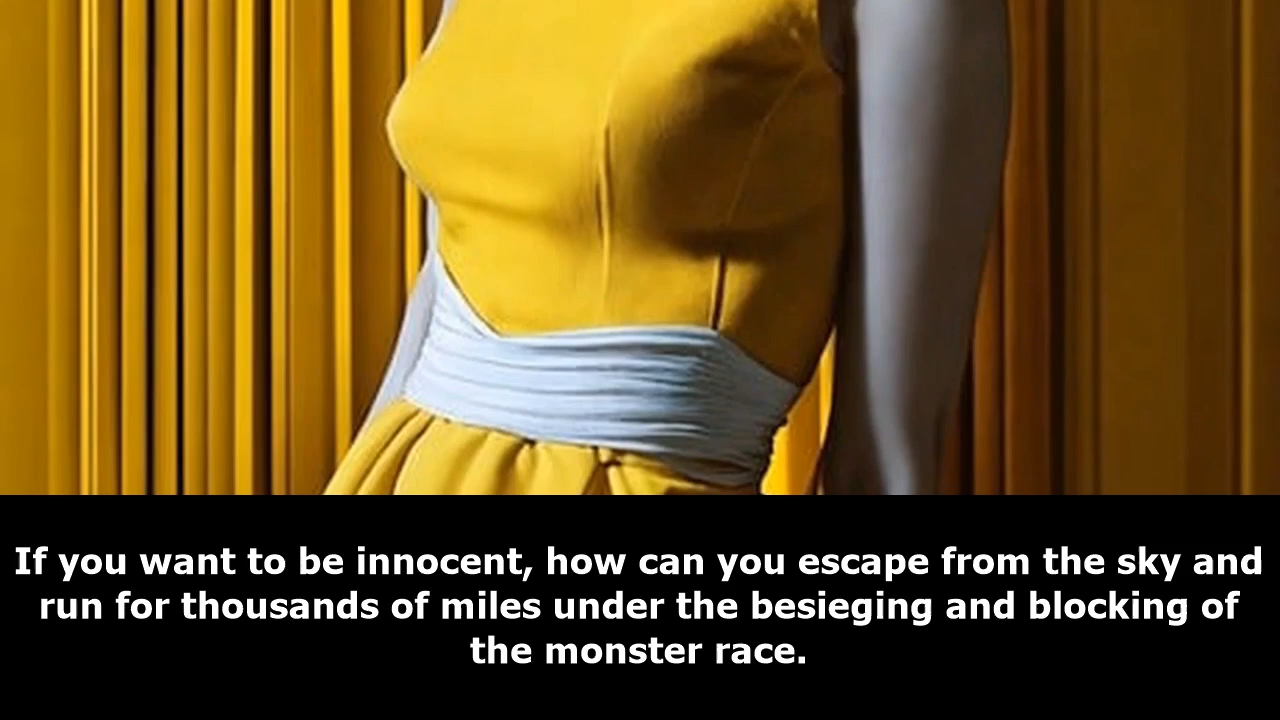 If you want to be innocent, how can you escape from the sky and
run for thousands of miles under the besieging and blocking of
the monster race.